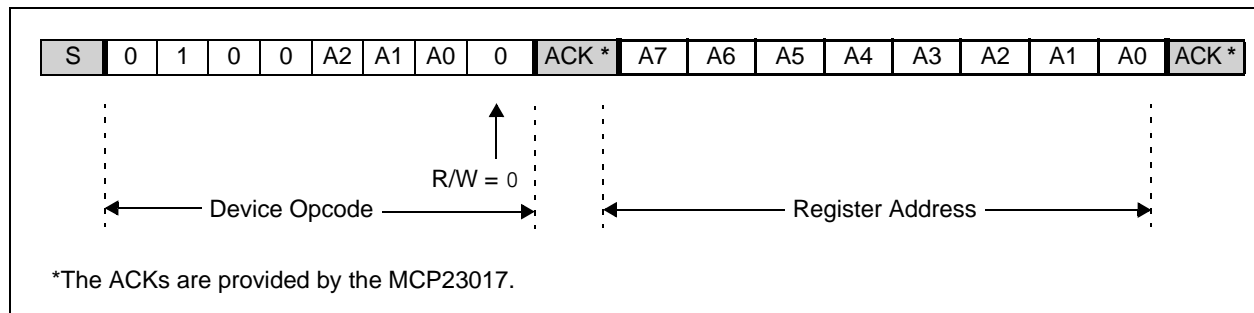 S 0 1 0 0 A2 A1 A0 0 ACK * A7 A6 A5 A4 A3 A2 A1 A0 ACK *
R/W = 0
Device Opcode
Register Address
*The ACKs are provided by the MCP23017.